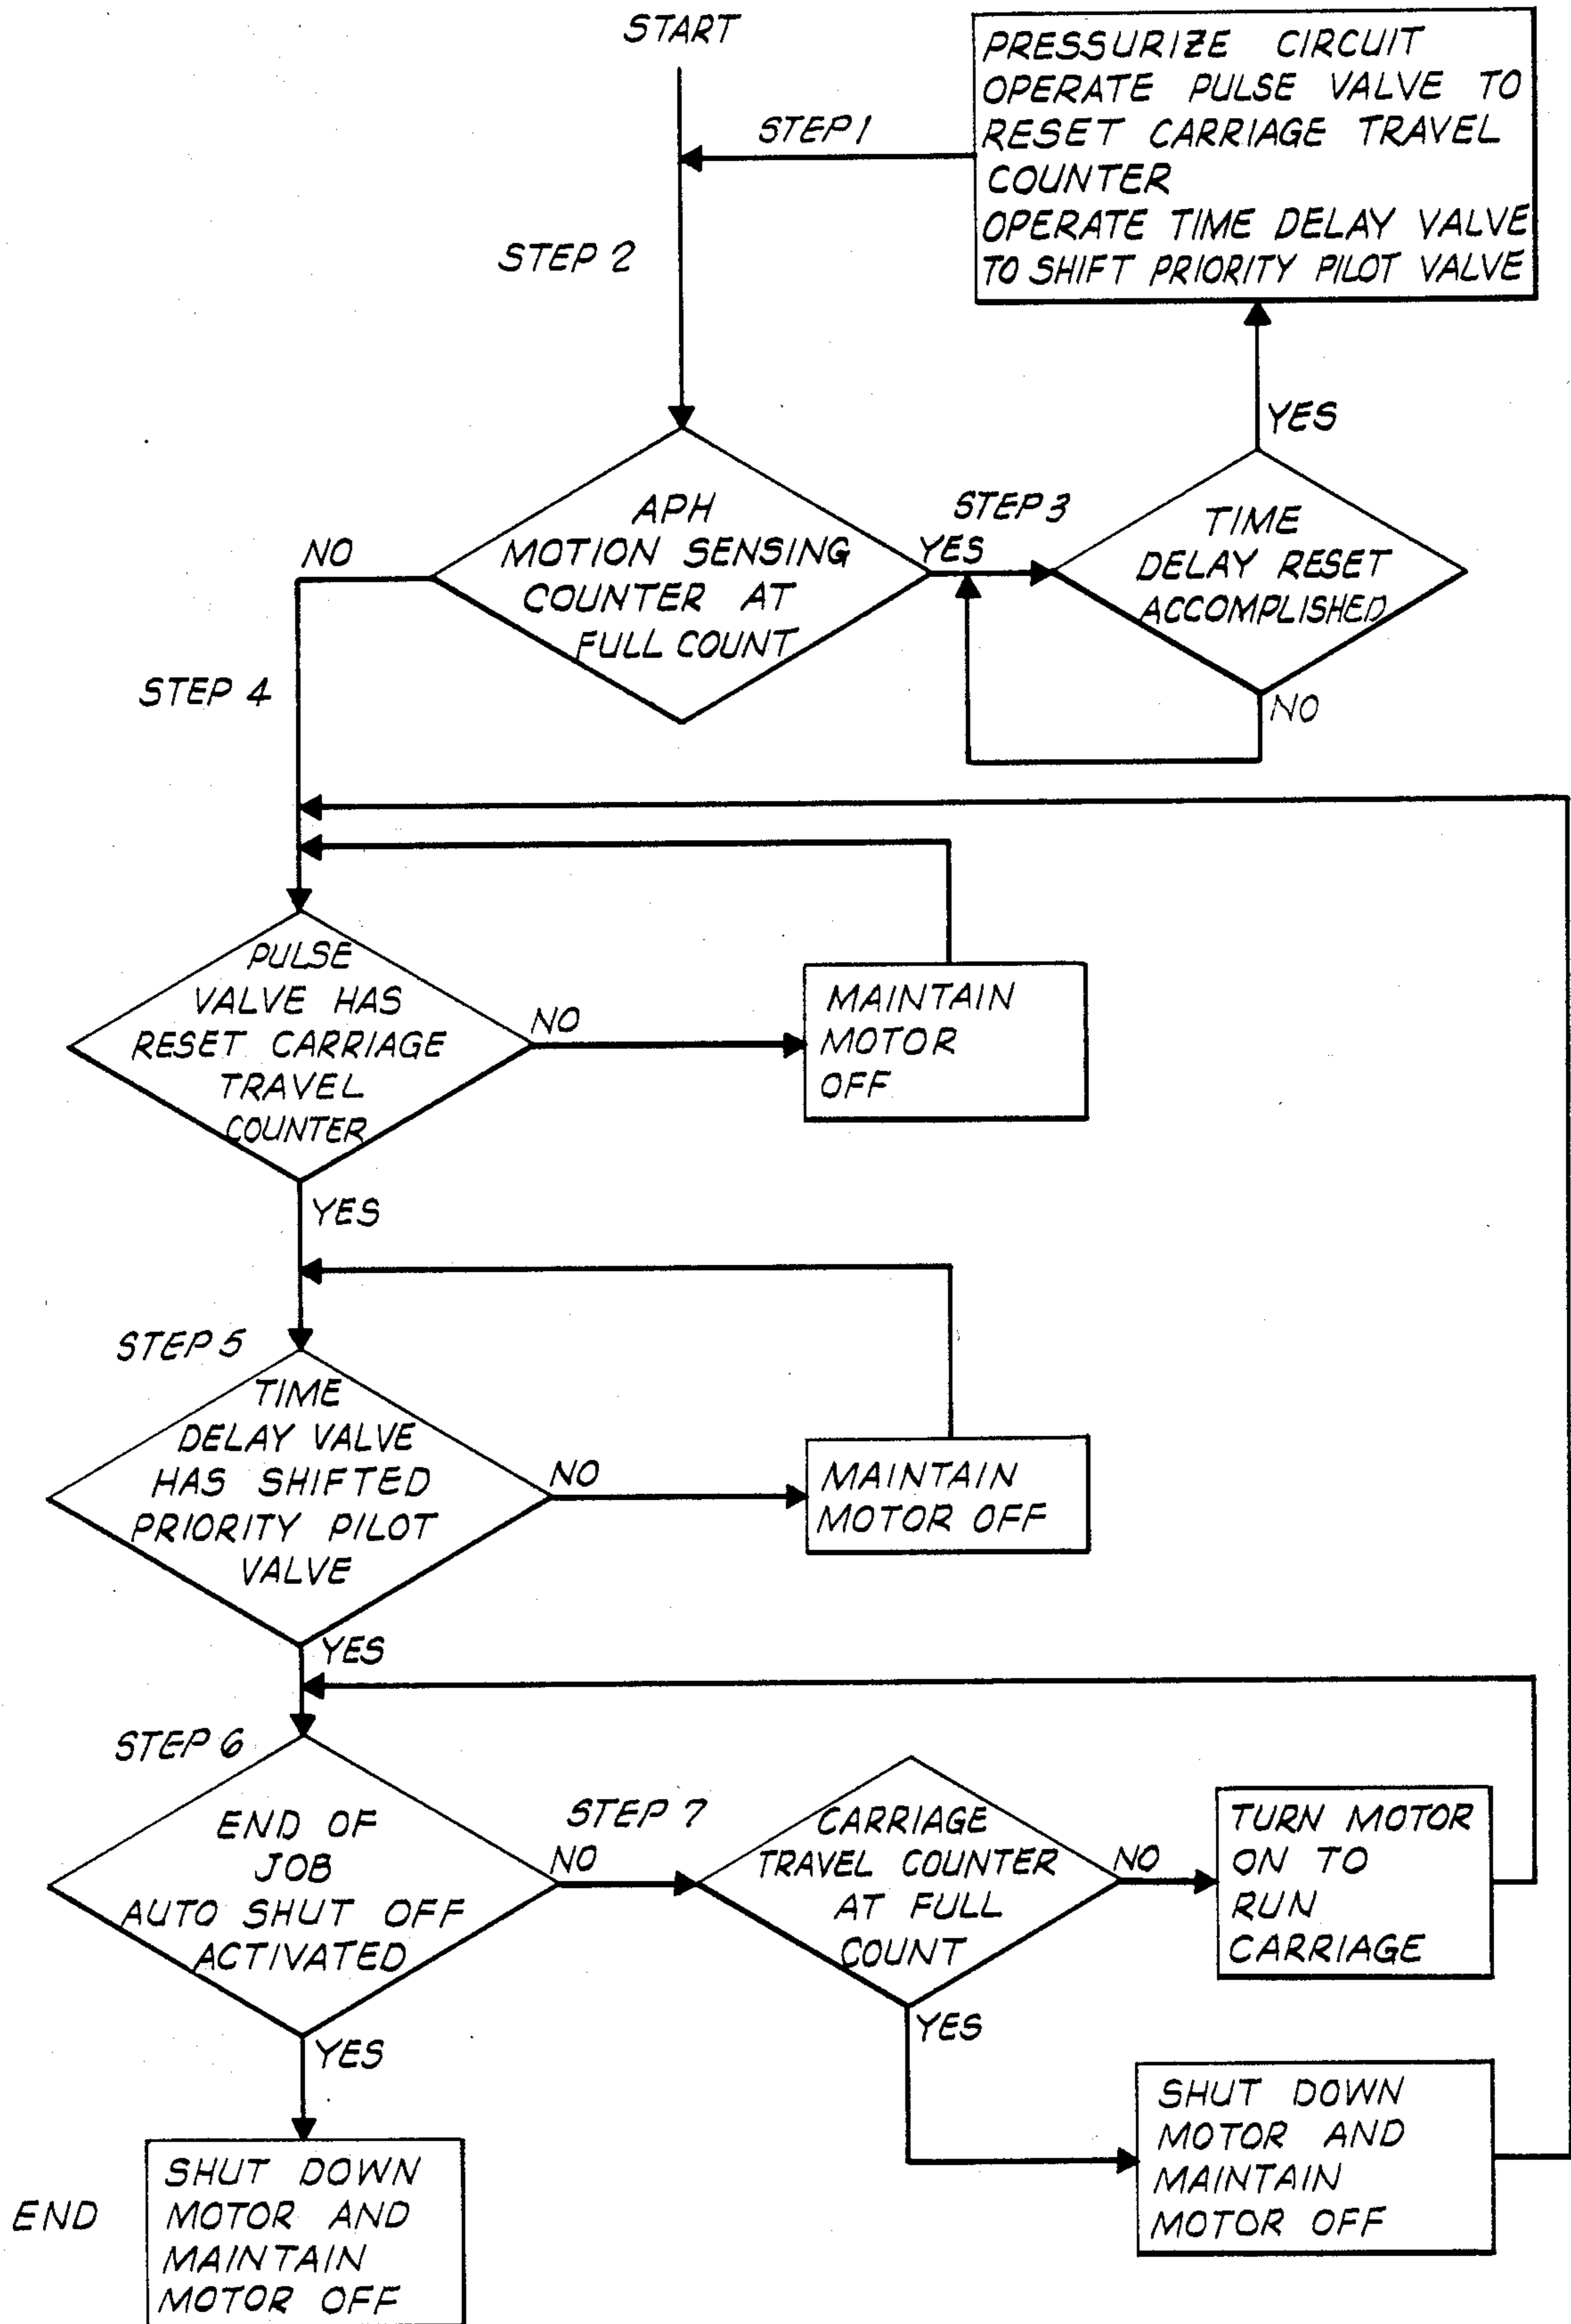 START
PRESSURIZE CIRCUIT
OPERATE PULSE VALVE TO
RESET CARRIAGE TRAVEL
COUNTER
OPERATE TIME DELAY VALVE
TO SHIFT PRIORITY PILOT VALVE
STEP 1
STEP 2
YES
APH
MOTION SENSING
COUNTER AT
FULL COUNT
NO
YES
STEP 3
TIME
DELAY RESET
ACCOMPLISHED
NO
STEP 4
PULSE
VALVE HAS
RESET CARRIAGE
TRAVEL
COUNTER
NO
MAINTAIN
MOTOR
OFF
YES
STEP 5
TIME
DELAY VALVE
HAS SHIFTED
PRIORITY PILOT
VALVE
NO
MAINTAIN
MOTOR OFF
YES
STEP 6
END OF
JOB
AUTO SHUT OFF
ACTIVATED
NO
STEP 7
CARRIAGE
TRAVEL COUNTER
AT FULL
COUNT
NO
TURN MOTOR
ON TO
RUN
CARRIAGE
YES
YES
SHUT DOWN
MOTOR AND
MAINTAIN
MOTOR OFF
END
SHUT DOWN
MOTOR AND
MAINTAIN
MOTOR OFF